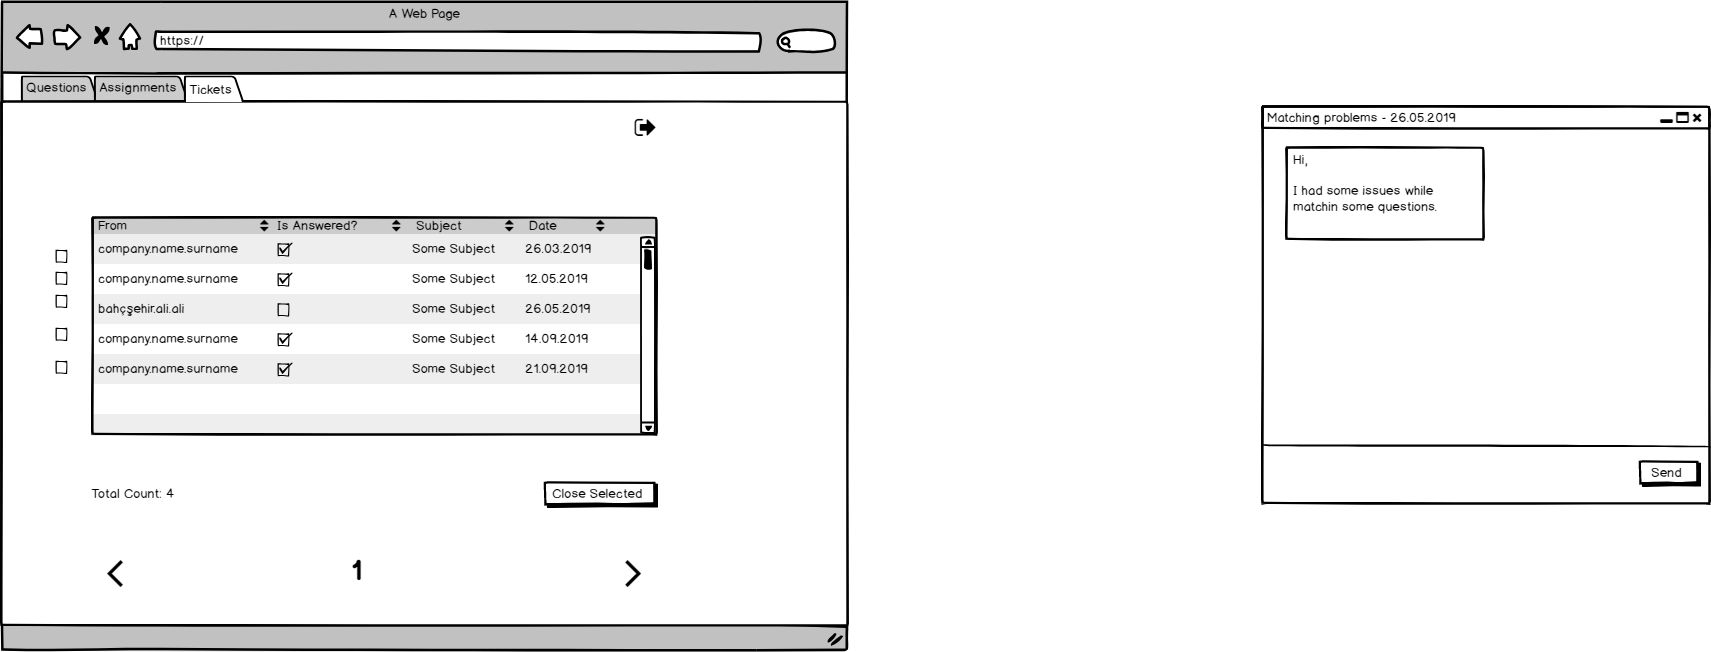 A Web Page
https://
Questions
Assignments
Tickets
From Is Answered? Subject Date
company.name.surname Some Subject 26.03.2019
company.name.surname Some Subject 12.05.2019
bahçşehir.ali.ali Some Subject 26.05.2019
company.name.surname Some Subject 14.09.2019
company.name.surname Some Subject 21.09.2019
Total Count: 4
Close Selected
1
Matching problems - 26.05.2019
Hi,
I had some issues while
matchin some questions.
Send